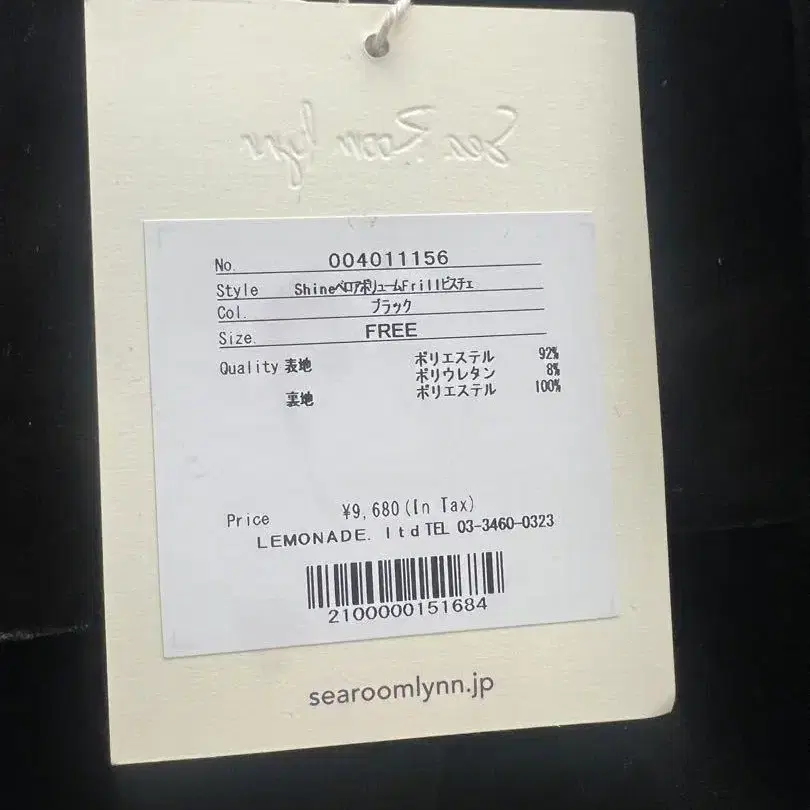 Sea Room lynn
No. 004011156
Style ShineベロアボリュームFrillビスチェ
Col. ブラック
Size. FREE
Quality 表地 ポリエステル 92%
ポリウレタン 8%
裏地 ポリエステル 100%
Price ¥9,680(In Tax)
LEMONADE. ltd TEL 03-3460-0323
2100000151684
searoomlynn.jp